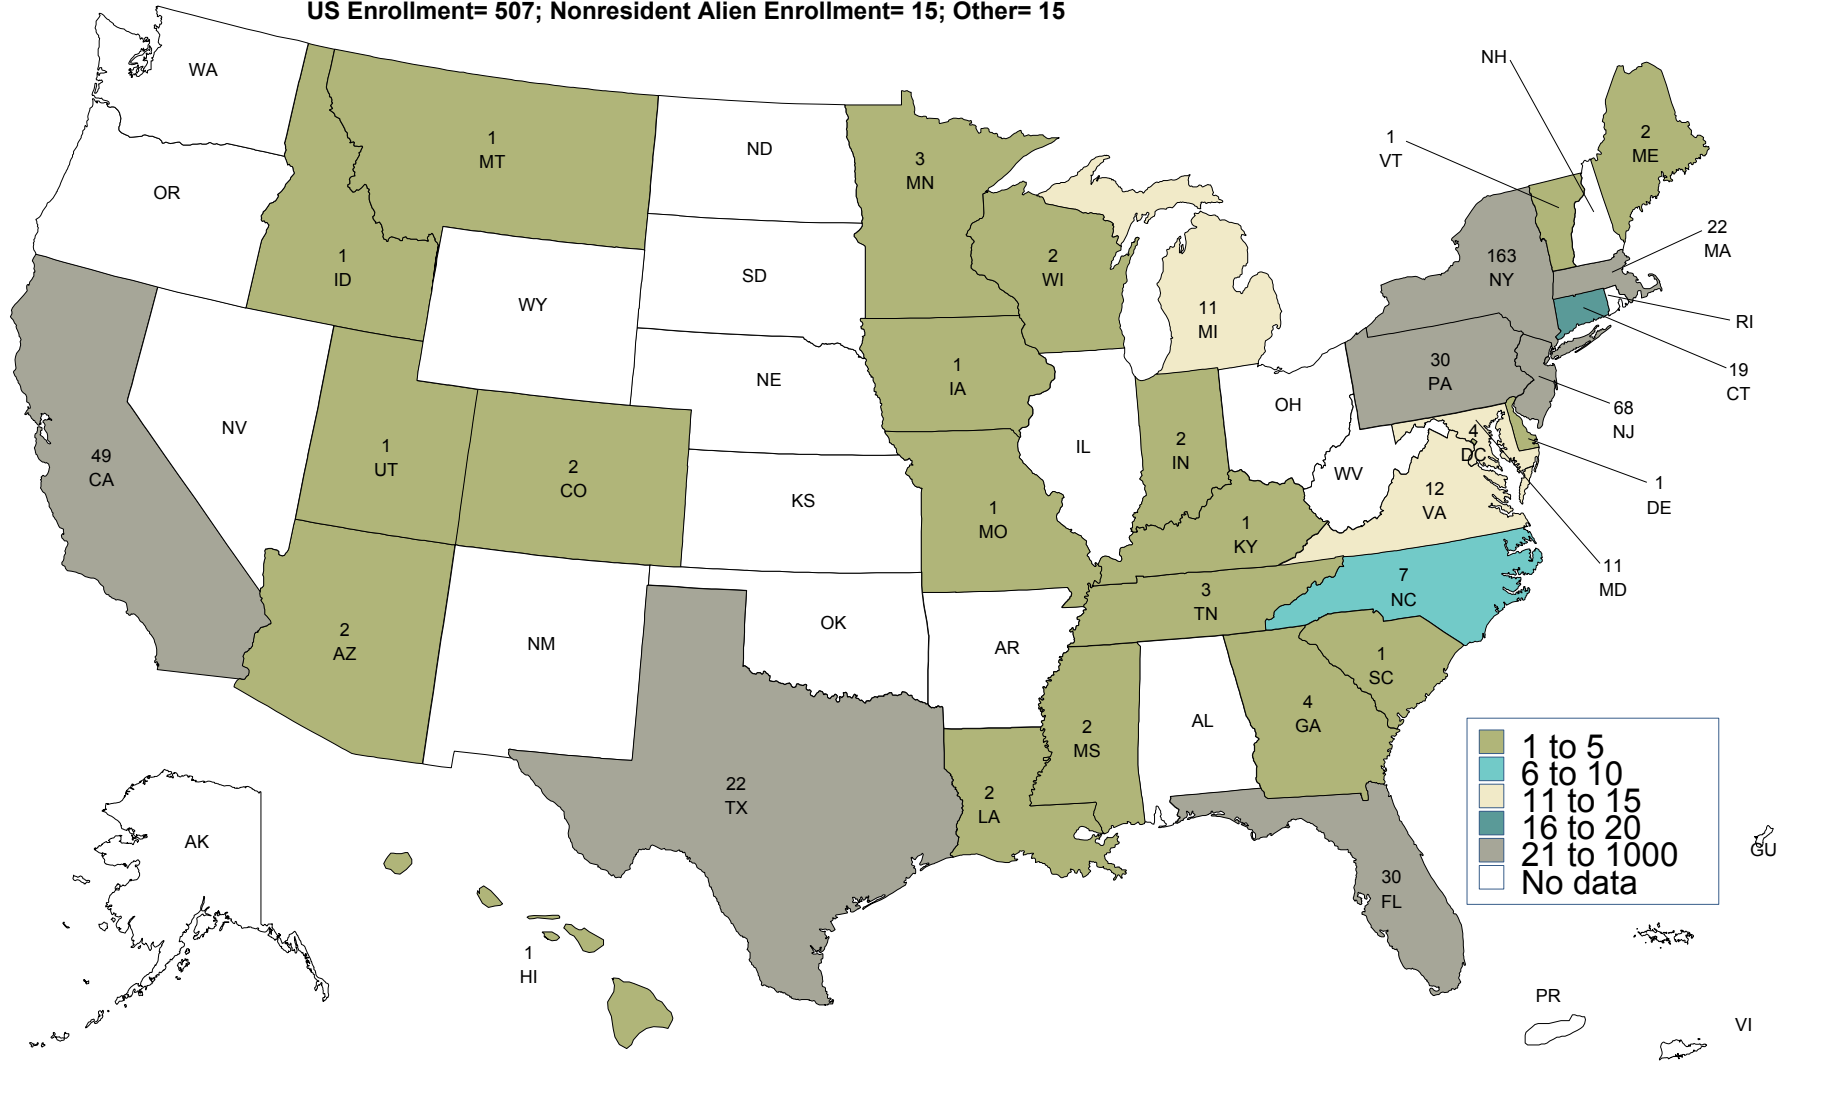 US Enrollment= 507; Nonresident Alien Enrollment= 15; Other= 15
WA
NH
1
MT
ND
3
MN
1
VT
2
ME
OR
22
MA
1
ID
SD
2
WI
163
NY
WY
11
MI
RI
NE
1
IA
30
PA
19
CT
OH
68
NJ
NV
1
UT
2
CO
IL
2
IN
4
DC
49
CA
WV
1
DE
KS
12
VA
1
MO
1
KY
11
MD
7
NC
3
TN
OK
2
AZ
NM
AR
1
SC
4
GA
AL
2
MS
22
TX
2
LA
1 to 5
6 to 10
11 to 15
16 to 20
21 to 1000
No data
AK
GU
30
FL
1
HI
PR
VI